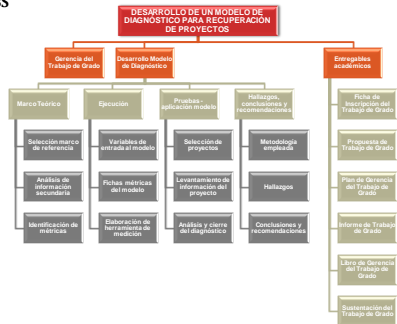 DESARROLLO DE UN MODELO DE
DIAGNÓSTICO PARA RECUPERACIÓN
DE PROYECTOS
Gerencia del
Trabajo de Grado
Desarrollo Modelo
de Diagnóstico
Entregables
académicos
Marco Teórico
Ejecución
Pruebas -
aplicación modelo
Hallazgos,
conclusiones y
recomendaciones
Ficha de
Inscripción del
Trabajo de Grado
Selección marco
de referencia
Variables de
entrada al modelo
Selección de
proyectos
Metodología
empleada
Propuesta de
Trabajo de Grado
Análisis de
información
secundaria
Fichas métricas
del modelo
Levantamiento de
información del
proyecto
Hallazgos
Plan de Gerencia
del Trabajo de
Grado
Identificación de
métricas
Elaboración de
herramienta de
medición
Análisis y cierre
del diagnóstico
Conclusiones y
recomendaciones
Informe de Trabajo
de Grado
Libro de Gerencia
del Trabajo de
Grado
Sustentación del
Trabajo de Grado